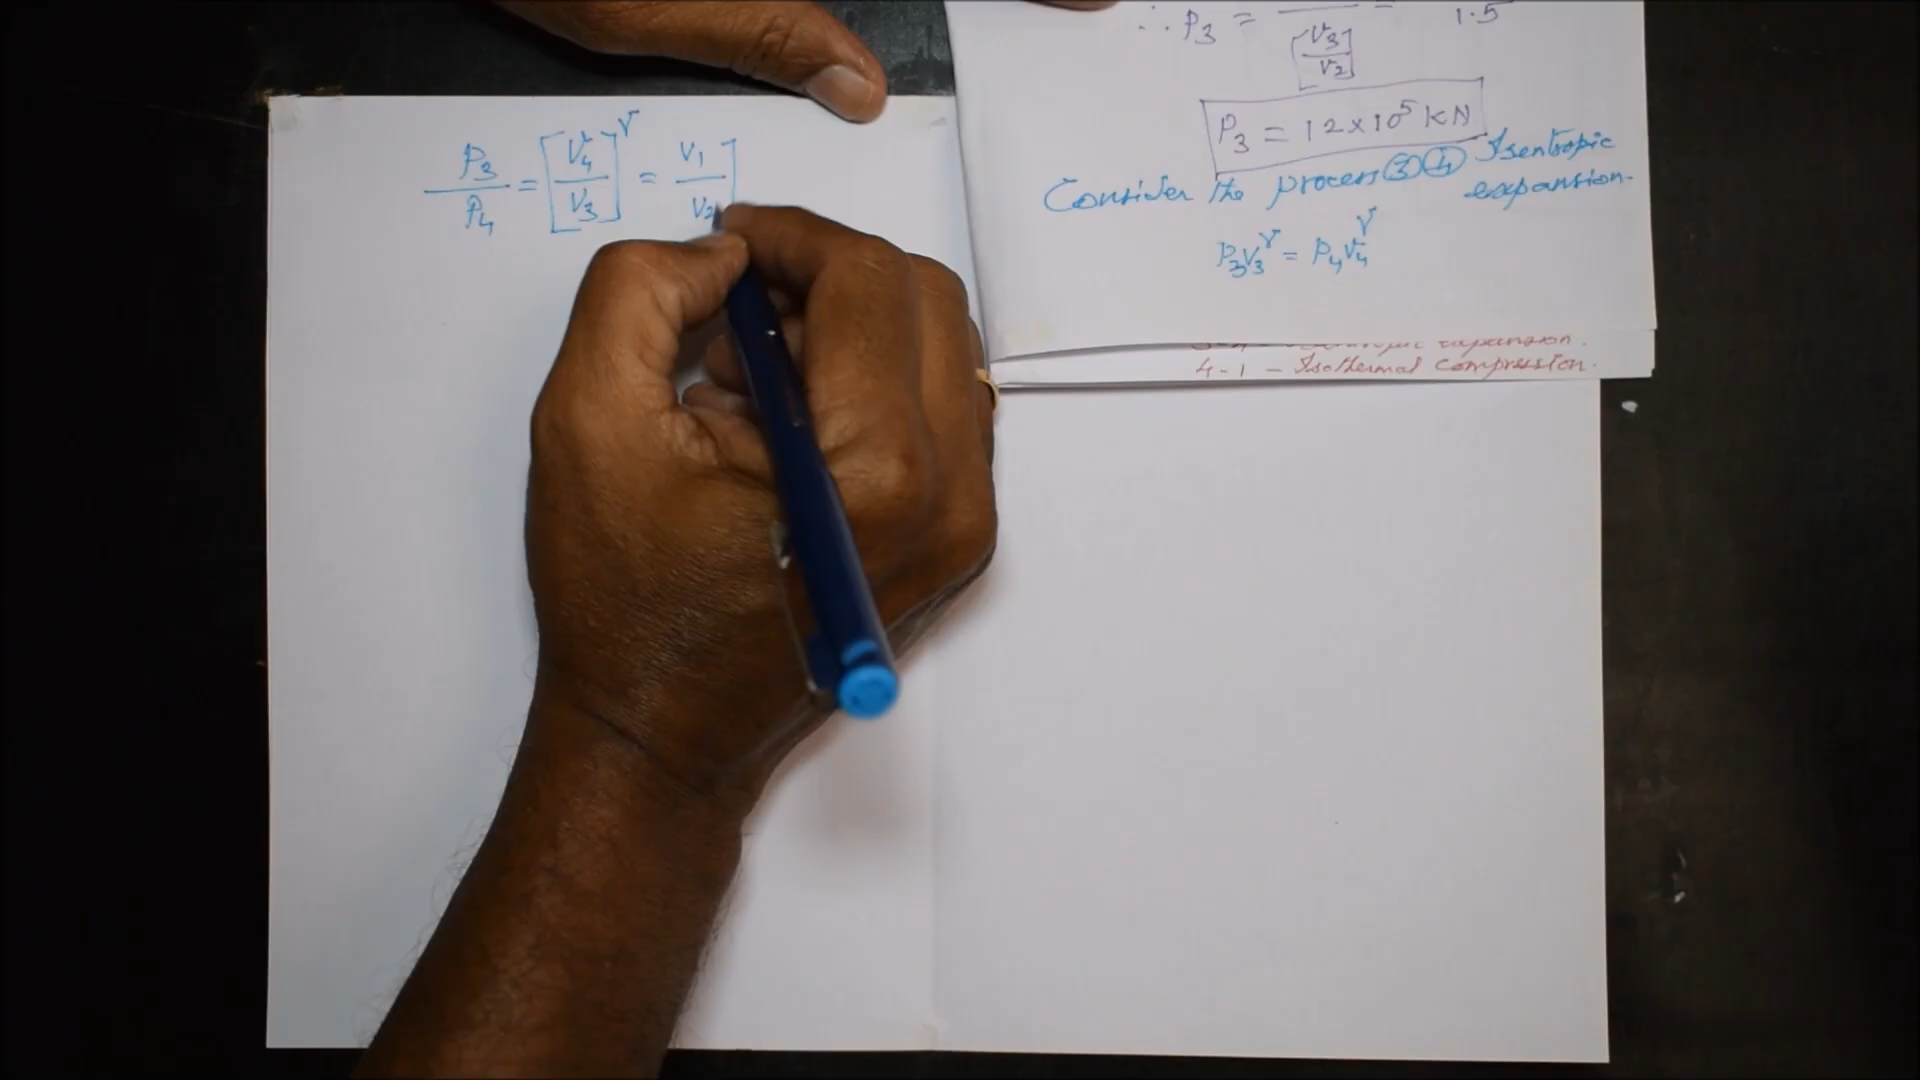 P3/P4 = [V4/V3]^γ = V1/V2]
∴ P3 = = 1.5
[V3/V2]
P3 = 12×10^5 KN
Consider the process 3 4 Isentropic
expansion.
P3V3^γ = P4V4^γ
expansion.
4-1 - Isothermal compression.